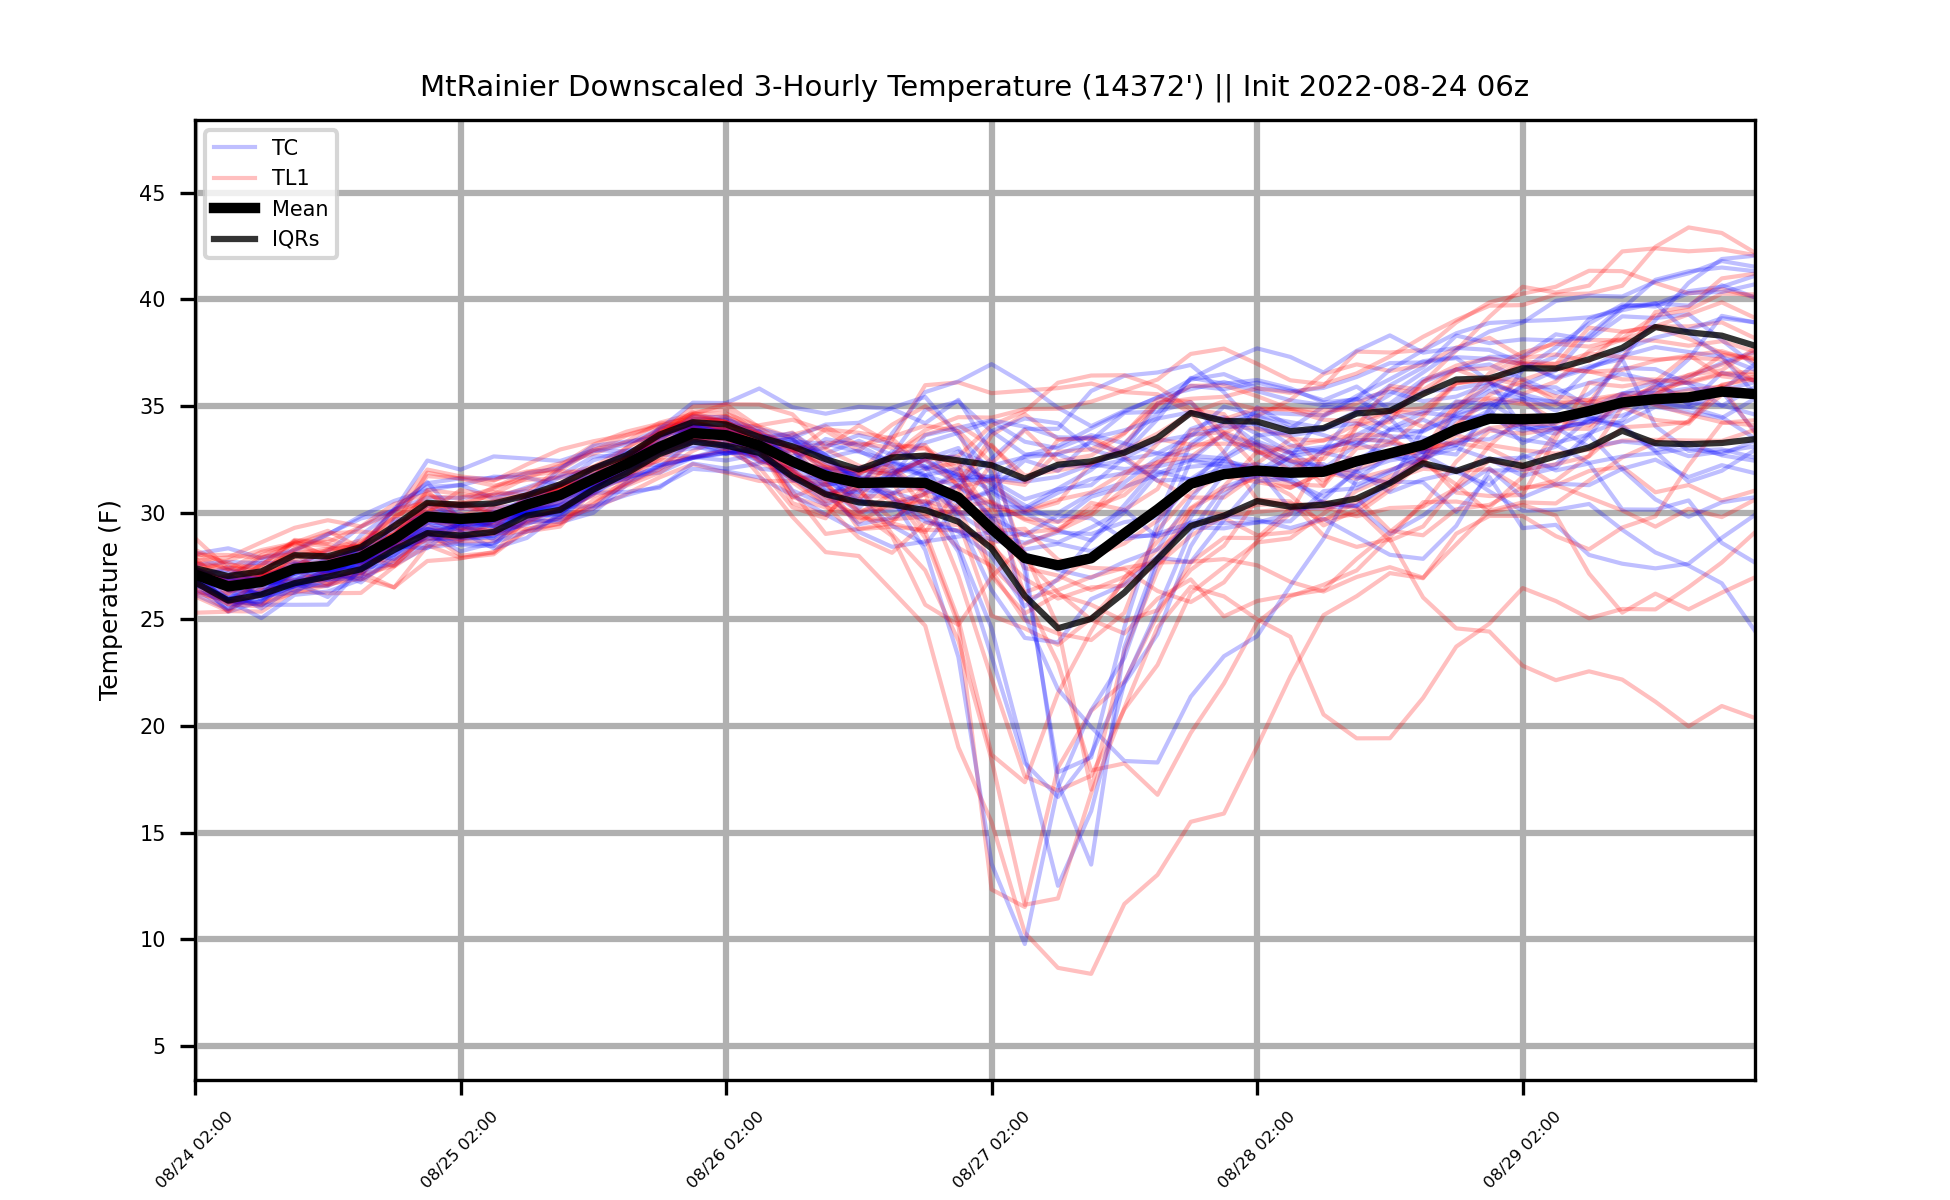 MtRainier Downscaled 3-Hourly Temperature (14372') || Init 2022-08-24 06z
TC
TL1
Mean
IQRs
Temperature (F)
45
40
35
30
25
20
15
10
5
08/24 02:00
08/25 02:00
08/26 02:00
08/27 02:00
08/28 02:00
08/29 02:00